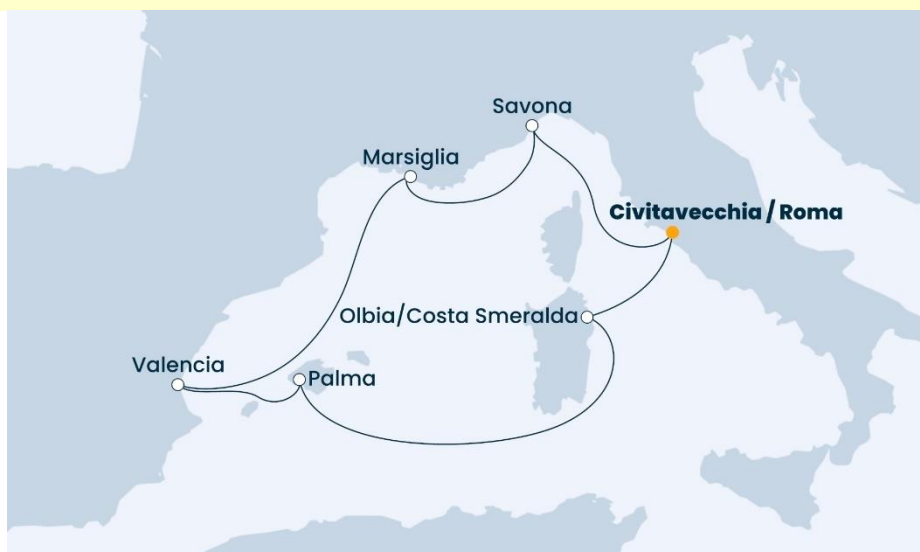 Savona
Marsiglia
Civitavecchia / Roma
Olbia/Costa Smeralda
Valencia
Palma